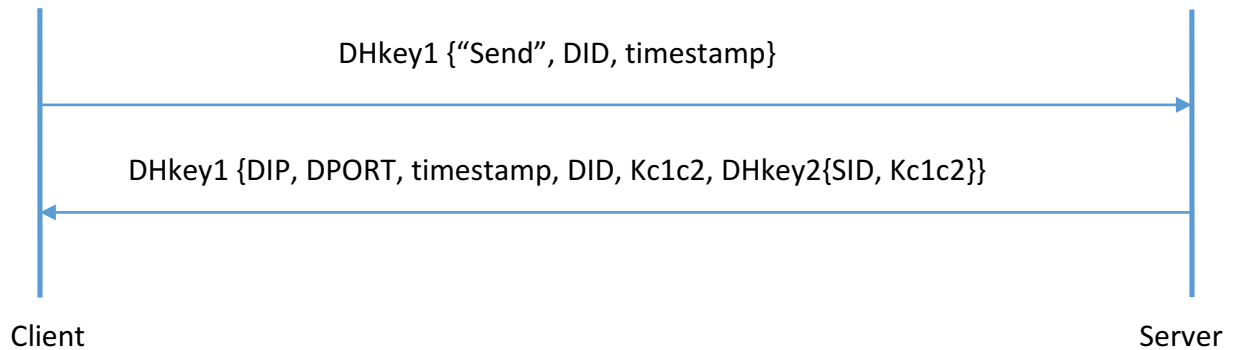 DHkey1 {“Send”, DID, timestamp}
DHkey1 {DIP, DPORT, timestamp, DID, Kc1c2, DHkey2{SID, Kc1c2}}
Client
Server